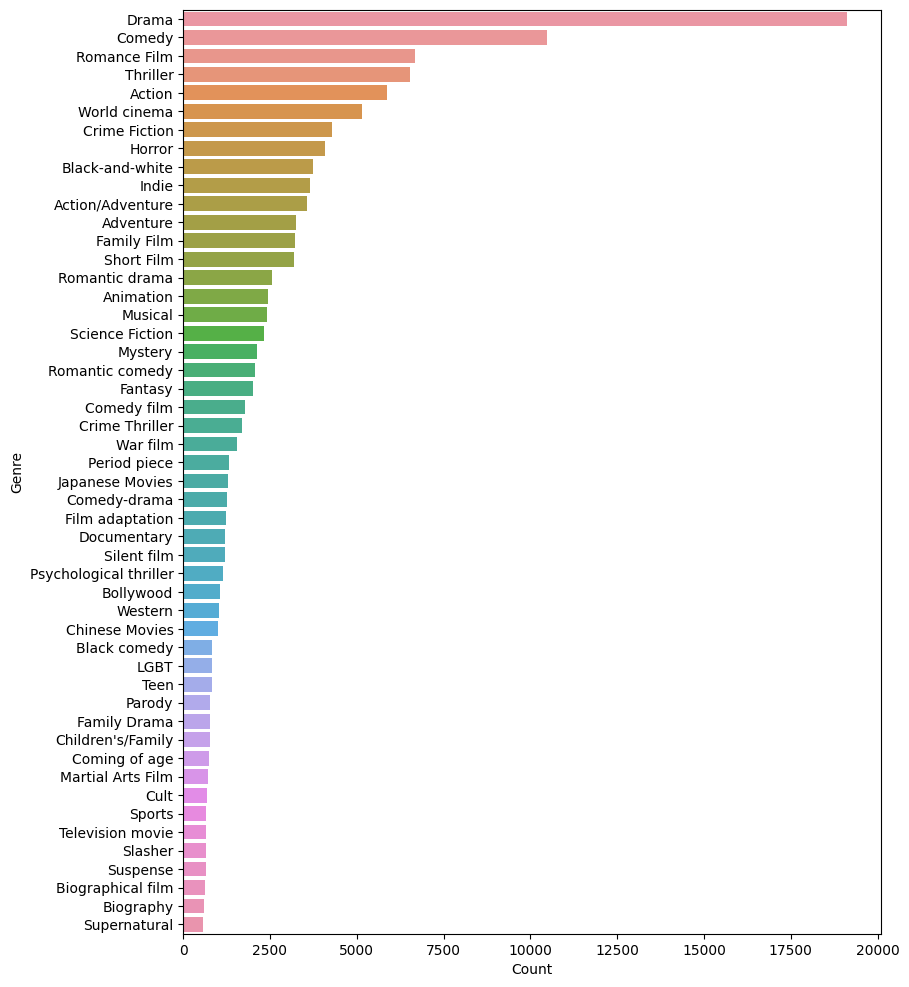 Drama
Comedy
Romance Film
Thriller
Action
World cinema
Crime Fiction
Horror
Black-and-white
Indie
Action/Adventure
Adventure
Family Film
Short Film
Romantic drama
Animation
Musical
Science Fiction
Mystery
Romantic comedy
Fantasy
Comedy film
Crime Thriller
War film
Period piece
Japanese Movies
Comedy-drama
Film adaptation
Documentary
Silent film
Psychological thriller
Bollywood
Western
Chinese Movies
Black comedy
LGBT
Teen
Parody
Family Drama
Children's/Family
Coming of age
Martial Arts Film
Cult
Sports
Television movie
Slasher
Suspense
Biographical film
Biography
Supernatural
Genre
0 2500 5000 7500 10000 12500 15000 17500 20000
Count